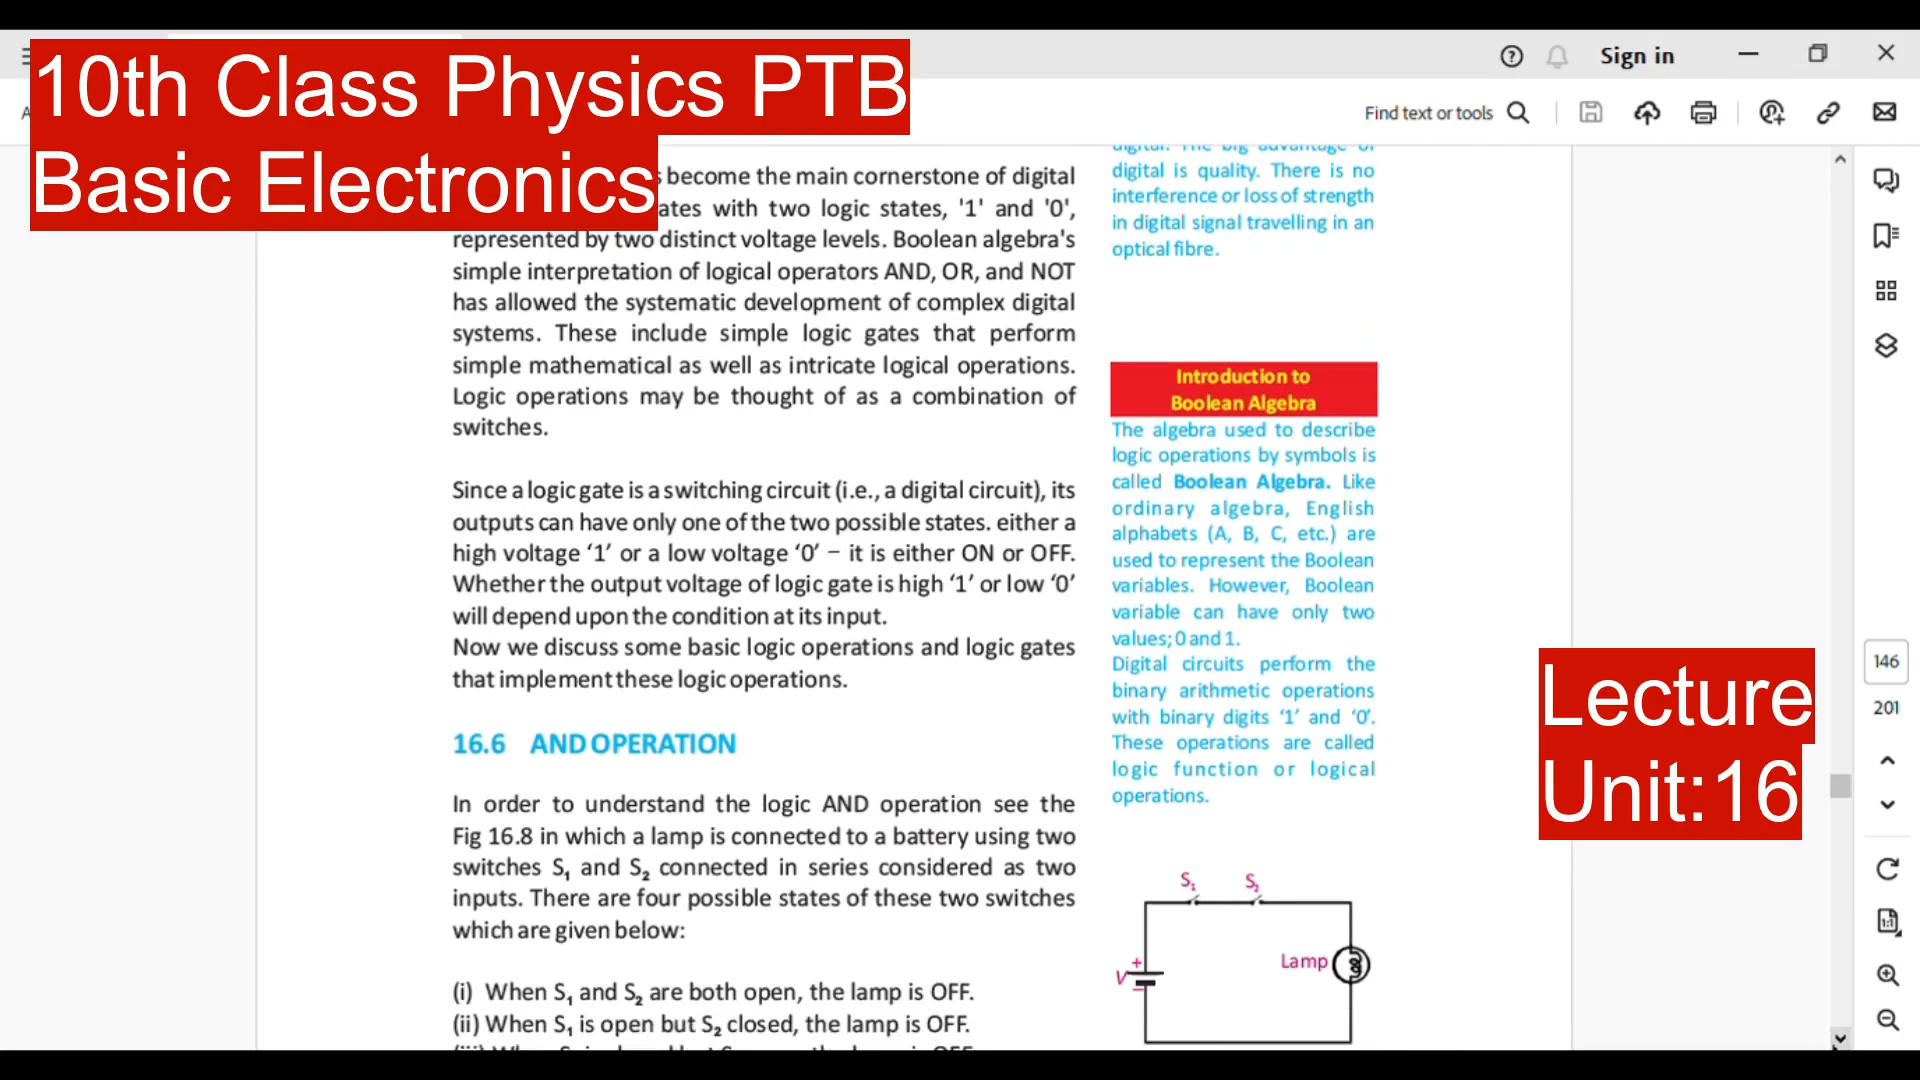 10th Class Physics PTB
Basic Electronics
Sign in
Find text or tools
become the main cornerstone of digital
ates with two logic states, '1' and '0',
represented by two distinct voltage levels. Boolean algebra's
simple interpretation of logical operators AND, OR, and NOT
has allowed the systematic development of complex digital
systems. These include simple logic gates that perform
simple mathematical as well as intricate logical operations.
Logic operations may be thought of as a combination of
switches.
Since a logic gate is a switching circuit (i.e., a digital circuit), its
outputs can have only one of the two possible states. either a
high voltage ‘1’ or a low voltage ‘0’ – it is either ON or OFF.
Whether the output voltage of logic gate is high ‘1’ or low ‘0’
will depend upon the condition at its input.
Now we discuss some basic logic operations and logic gates
that implement these logic operations.
16.6 AND OPERATION
In order to understand the logic AND operation see the
Fig 16.8 in which a lamp is connected to a battery using two
switches S₁ and S₂ connected in series considered as two
inputs. There are four possible states of these two switches
which are given below:
(i) When S₁ and S₂ are both open, the lamp is OFF.
(ii) When S₁ is open but S₂ closed, the lamp is OFF.
digital. The big advantage of
digital is quality. There is no
interference or loss of strength
in digital signal travelling in an
optical fibre.
Introduction to
Boolean Algebra
The algebra used to describe
logic operations by symbols is
called Boolean Algebra. Like
ordinary algebra, English
alphabets (A, B, C, etc.) are
used to represent the Boolean
variables. However, Boolean
variable can have only two
values; 0 and 1.
Digital circuits perform the
binary arithmetic operations
with binary digits ‘1’ and ‘0’.
These operations are called
logic function or logical
operations.
S₁ S₂
V + –
Lamp
Lecture
Unit:16
146
201
1:1